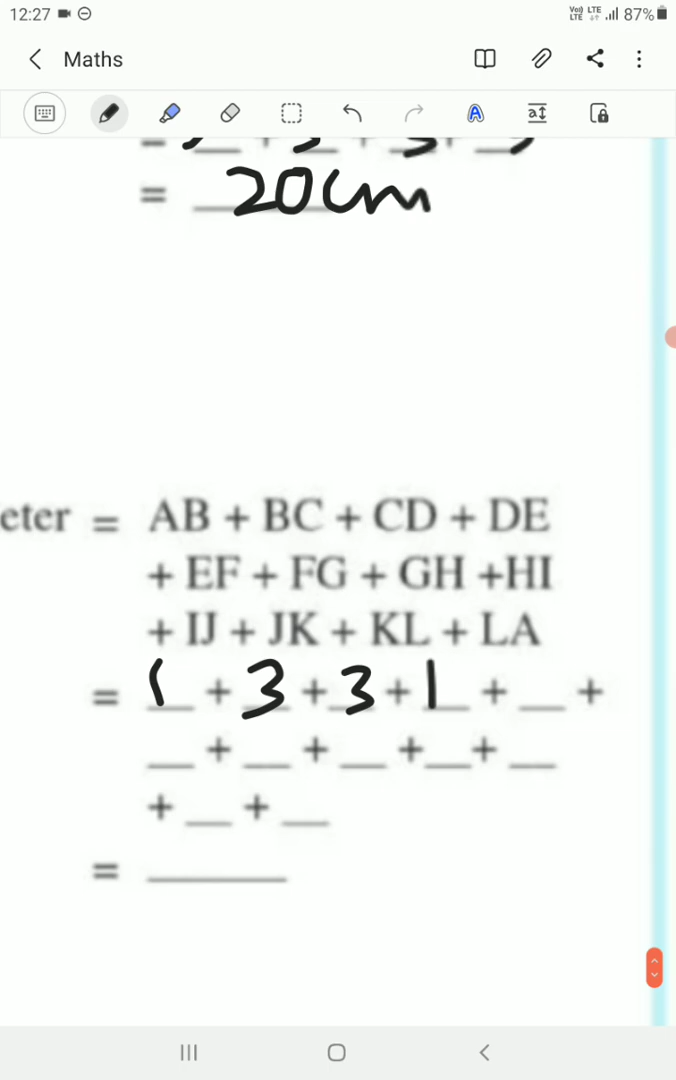 12:27 87%
Maths
= 20cm
eter = AB + BC + CD + DE
+ EF + FG + GH +HI
+ IJ + JK + KL + LA
= 1 + 3 + 3 + 1 + __ +
__ + __ + __ + __ + __
+ __ + __
= ______